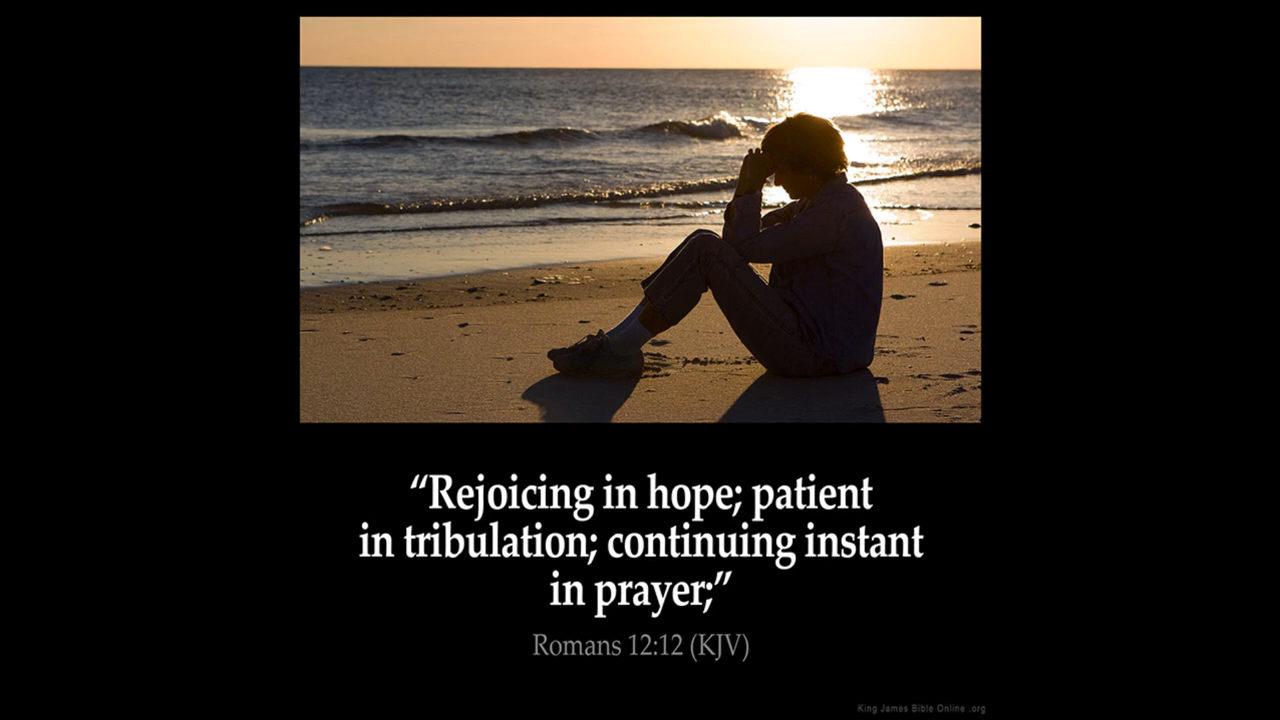 “Rejoicing in hope; patient
in tribulation; continuing instant
in prayer;”
Romans 12:12 (KJV)
King James Bible Online .org